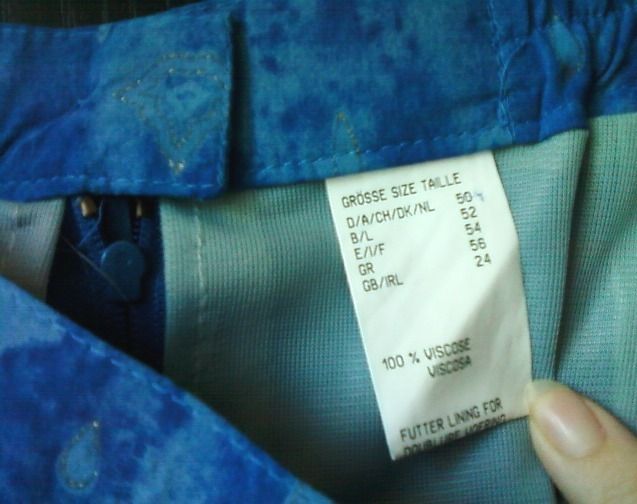 GRÖSSE SIZE TAILLE
D/A/CH/DK/NL 50
B/L 52
E/I/F 54
GR 56
GB/IRL 24
100 % VISCOSE
VISCOSA
FUTTER LINING FOR
DOUBLURE